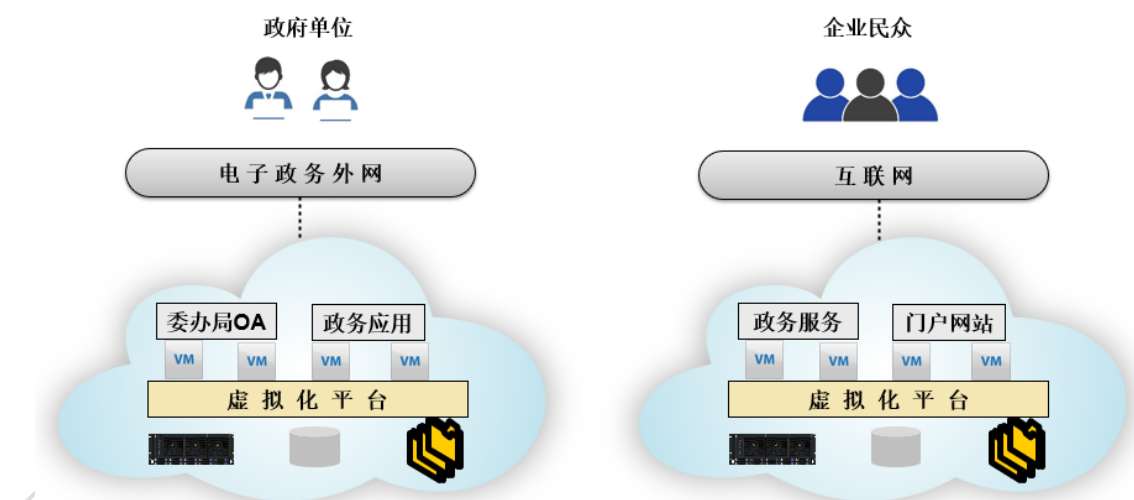 政府单位
企业民众
电子政务外网
互联网
委办局OA
政务应用
VM
VM
VM
VM
虚拟化平台
政务服务
门户网站
VM
VM
VM
VM
虚拟化平台